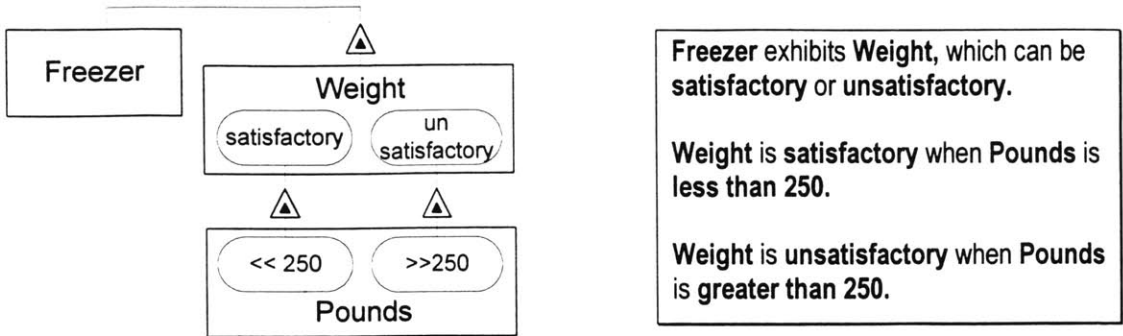 Freezer
Weight
satisfactory
un
satisfactory
<< 250
>>250
Pounds
Freezer exhibits Weight, which can be
satisfactory or unsatisfactory.
Weight is satisfactory when Pounds is
less than 250.
Weight is unsatisfactory when Pounds
is greater than 250.